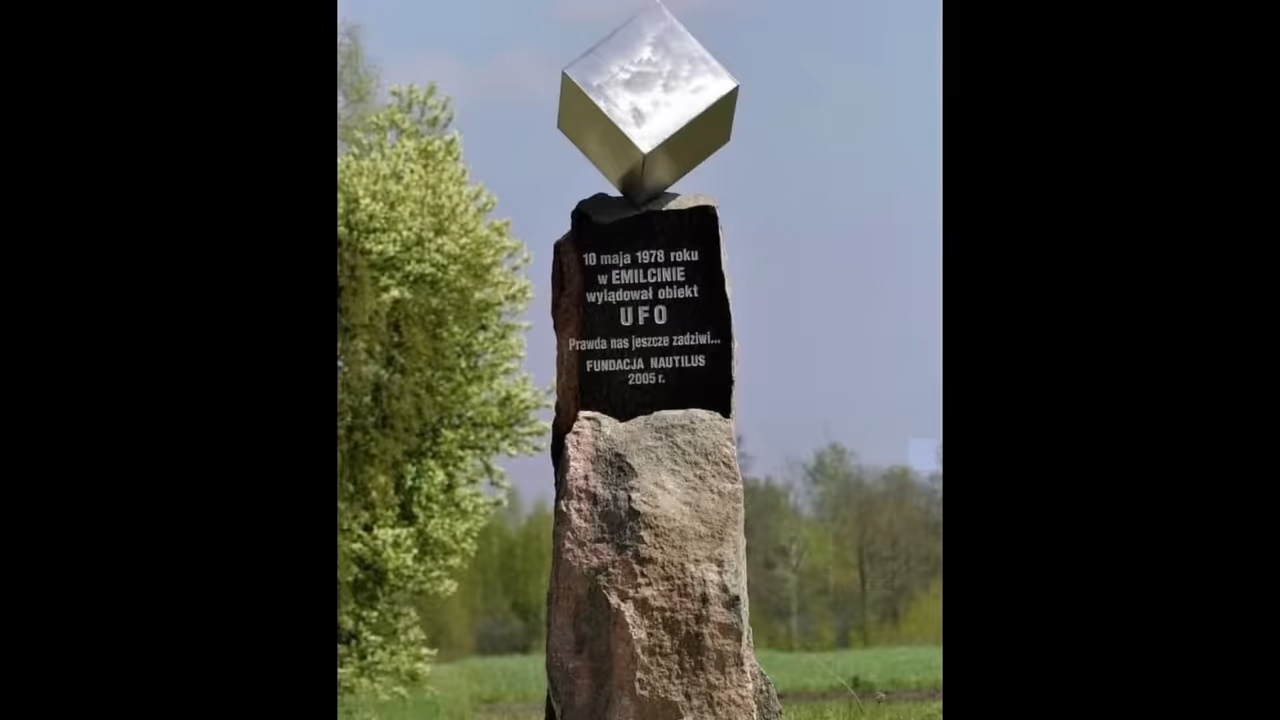 10 maja 1978 roku
w EMILCINIE
wylądował obiekt
UFO
Prawda nas jeszcze zadziwi...
FUNDACJA NAUTILUS
2005 r.